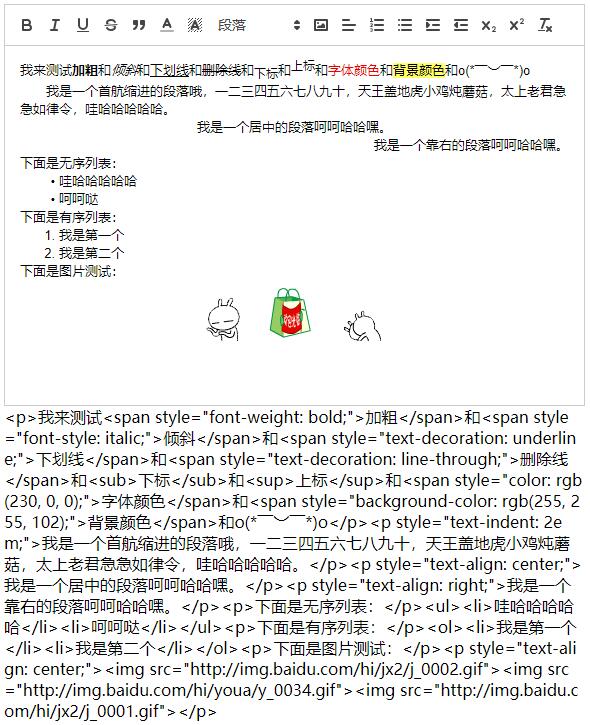 B I U S A A 段落 x₂ x² Tx
我来测试加粗和倾斜和下划线和删除线和下标和上标和字体颜色和背景颜色和o(*￣︶￣*)o
我是一个首航缩进的段落哦，一二三四五六七八九十，天王盖地虎小鸡炖蘑菇，太上老君急
急如律令，哇哈哈哈哈哈。
我是一个居中的段落呵呵哈哈嘿。
我是一个靠右的段落呵呵哈哈嘿。
下面是无序列表：
• 哇哈哈哈哈哈哈
• 呵呵哒
下面是有序列表：
1. 我是第一个
2. 我是第二个
下面是图片测试：
<p>我来测试<span style="font-weight: bold;">加粗</span>和<span style
="font-style: italic;">倾斜</span>和<span style="text-decoration: underlin
e;">下划线</span>和<span style="text-decoration: line-through;">删除
线</span>和<sub>下标</sub>和<sup>上标</sup>和<span style="color: rgb
(230, 0, 0);">字体颜色</span>和<span style="background-color: rgb(255, 2
55, 102);">背景颜色</span>和o(*￣︶￣*)o</p><p style="text-indent: 2e
m;">我是一个首航缩进的段落哦，一二三四五六七八九十，天王盖地虎小鸡炖蘑
菇，太上老君急急如律令，哇哈哈哈哈哈。</p><p style="text-align: center;">
我是一个居中的段落呵呵哈哈嘿。</p><p style="text-align: right;">我是一个
靠右的段落呵呵哈哈嘿。</p><p>下面是无序列表：</p><ul><li>哇哈哈哈哈哈
哈</li><li>呵呵哒</li></ul><p>下面是有序列表：</p><ol><li>我是第一个
</li><li>我是第二个</li></ol><p>下面是图片测试：</p><p style="text-ali
gn: center;"><img src="http://img.baidu.com/hi/jx2/j_0002.gif"><img src
="http://img.baidu.com/hi/youa/y_0034.gif"><img src="http://img.baidu.c
om/hi/jx2/j_0001.gif"></p>